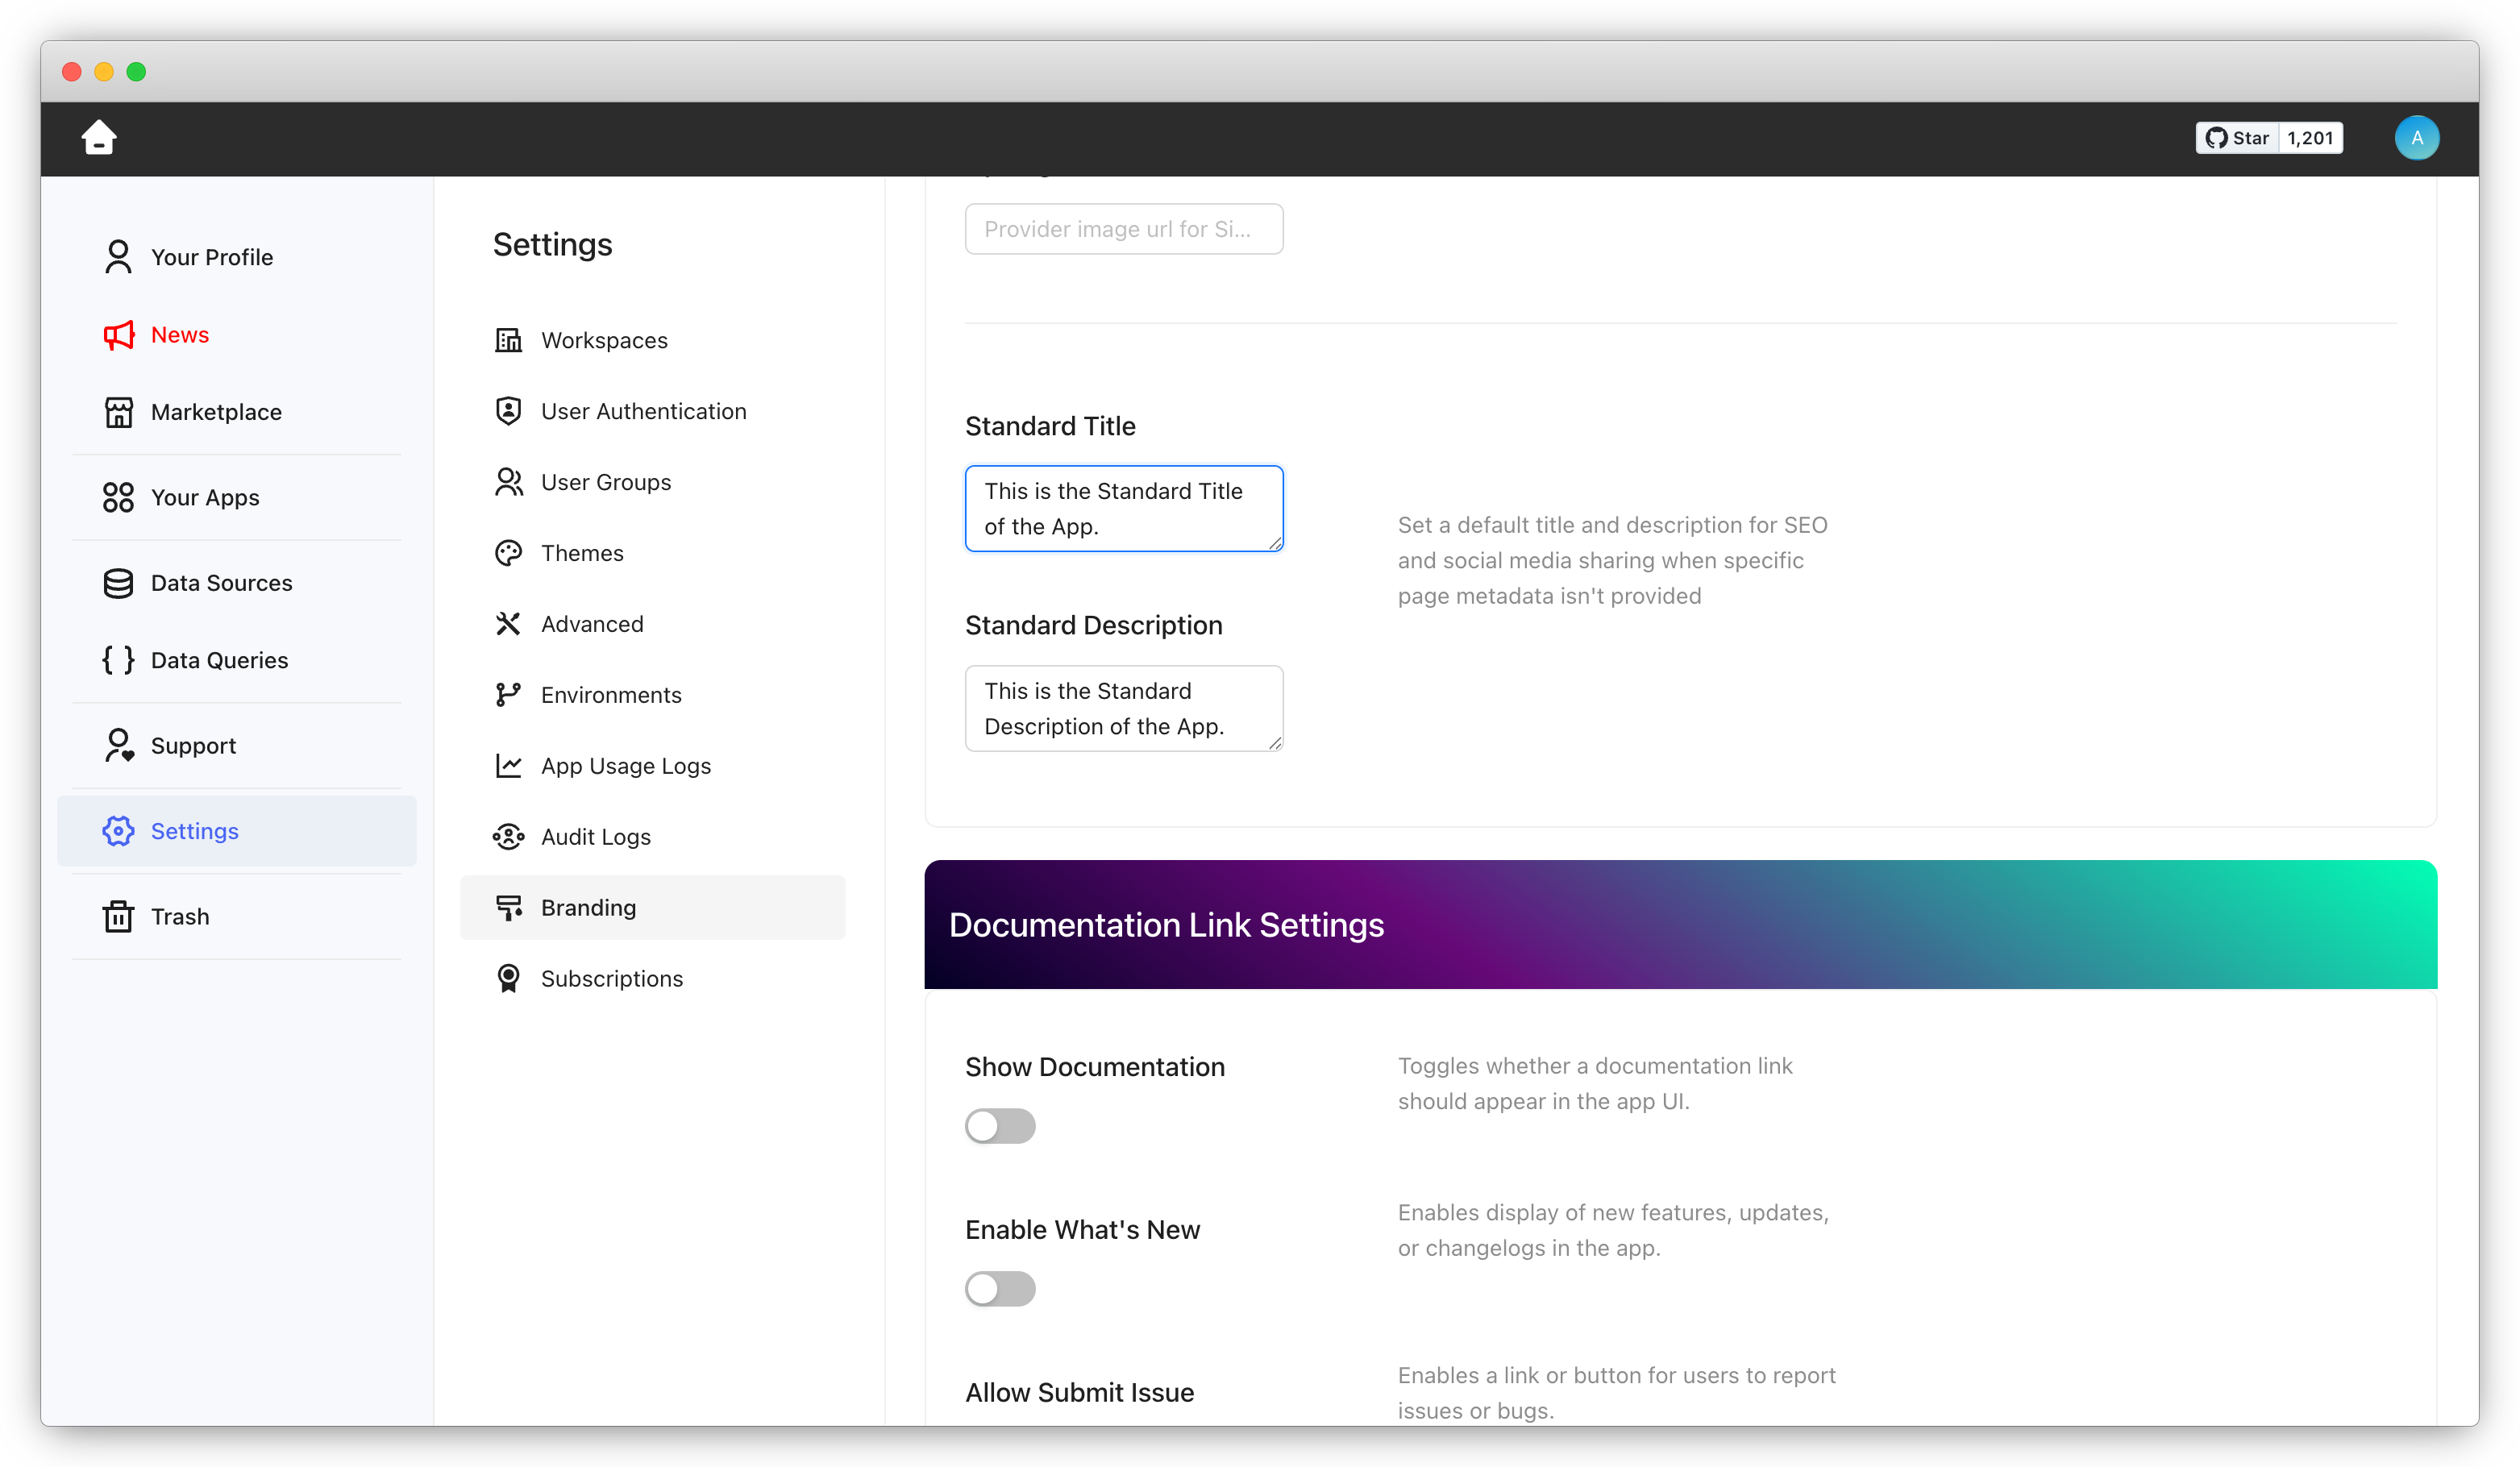 Star 1,201
A
Your Profile
News
Marketplace
Your Apps
Data Sources
Data Queries
Support
Settings
Trash
Settings
Workspaces
User Authentication
User Groups
Themes
Advanced
Environments
App Usage Logs
Audit Logs
Branding
Subscriptions
Provider image url for Si...
Standard Title
This is the Standard Title
of the App.
Set a default title and description for SEO
and social media sharing when specific
page metadata isn't provided
Standard Description
This is the Standard
Description of the App.
Documentation Link Settings
Show Documentation
Toggles whether a documentation link
should appear in the app UI.
Enable What's New
Enables display of new features, updates,
or changelogs in the app.
Allow Submit Issue
Enables a link or button for users to report
issues or bugs.